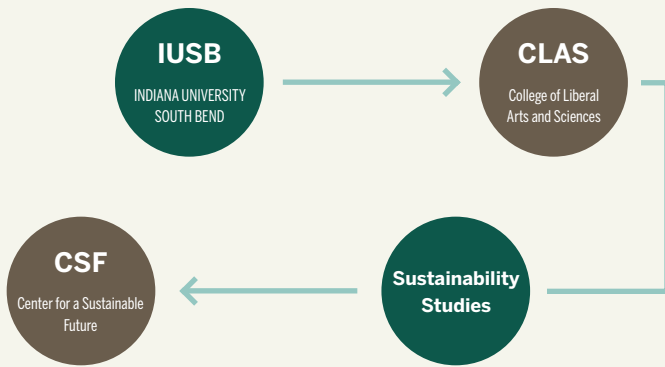 IUSB
INDIANA UNIVERSITY
SOUTH BEND
CLAS
College of Liberal
Arts and Sciences
CSF
Center for a Sustainable
Future
Sustainability
Studies